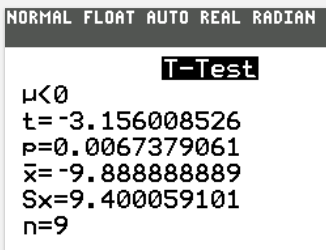 NORMAL FLOAT AUTO REAL RADIAN
T-Test
μ<0
t=-3.156008526
p=0.0067379061
x̄=-9.888888889
Sx=9.400059101
n=9